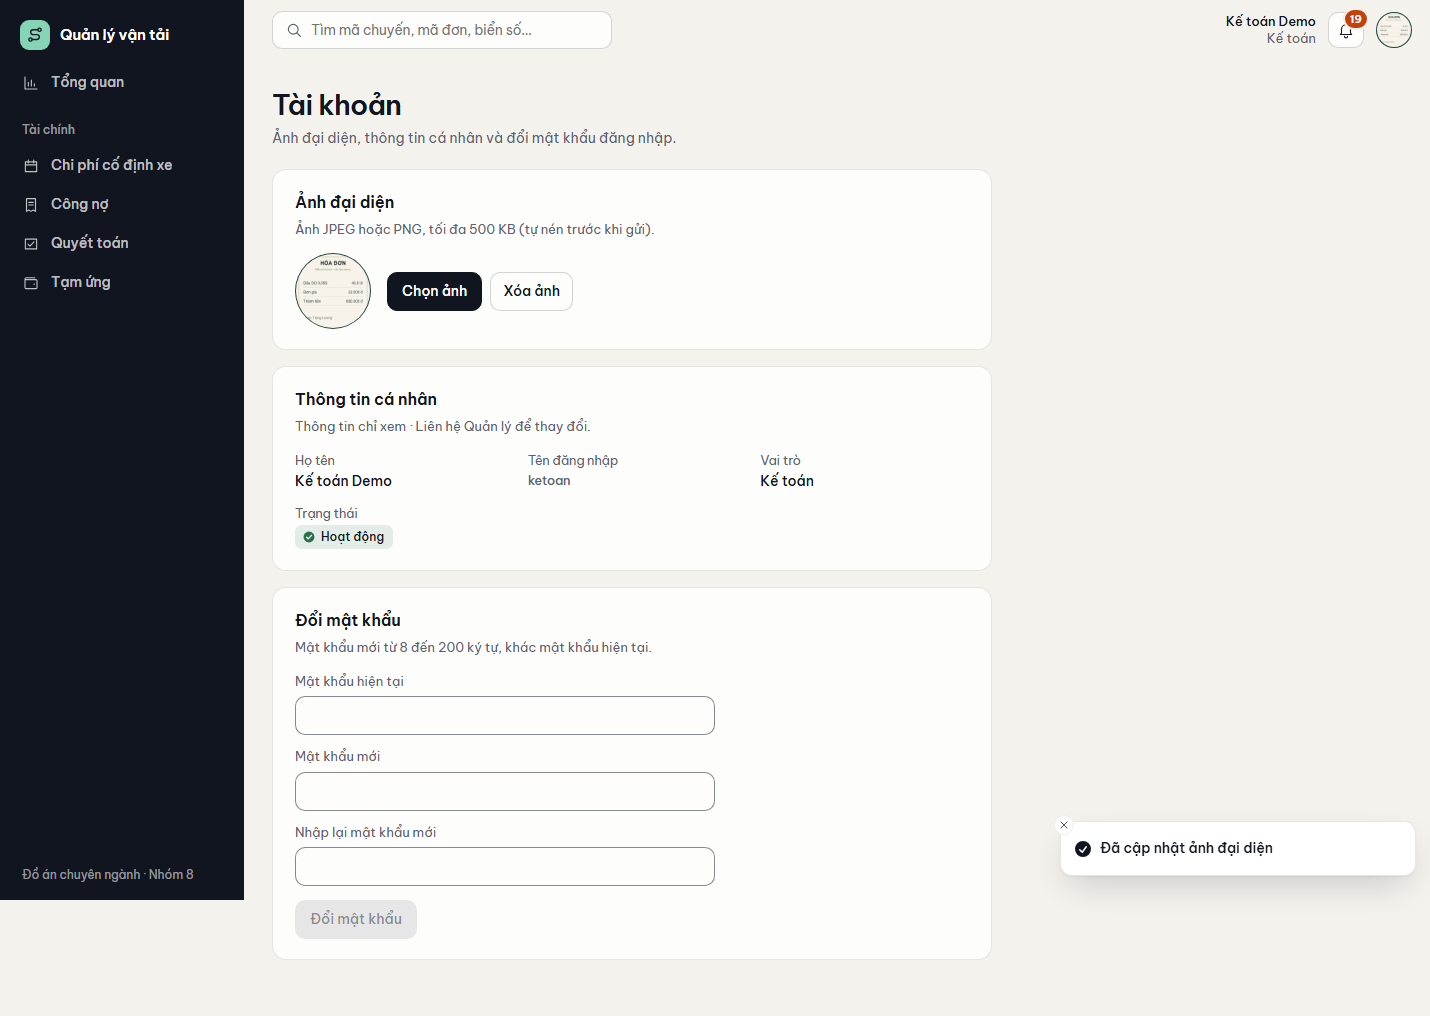 Quản lý vận tải
Tổng quan
Tài chính
Chi phí cố định xe
Công nợ
Quyết toán
Tạm ứng
Đồ án chuyên ngành · Nhóm 8
Tìm mã chuyến, mã đơn, biển số...
Kế toán Demo
Kế toán
19
Tài khoản
Ảnh đại diện, thông tin cá nhân và đổi mật khẩu đăng nhập.
Ảnh đại diện
Ảnh JPEG hoặc PNG, tối đa 500 KB (tự nén trước khi gửi).
HÓA ĐƠN
Chọn ảnh
Xóa ảnh
Thông tin cá nhân
Thông tin chỉ xem · Liên hệ Quản lý để thay đổi.
Họ tên
Kế toán Demo
Tên đăng nhập
ketoan
Vai trò
Kế toán
Trạng thái
Hoạt động
Đổi mật khẩu
Mật khẩu mới từ 8 đến 200 ký tự, khác mật khẩu hiện tại.
Mật khẩu hiện tại
Mật khẩu mới
Nhập lại mật khẩu mới
Đổi mật khẩu
Đã cập nhật ảnh đại diện